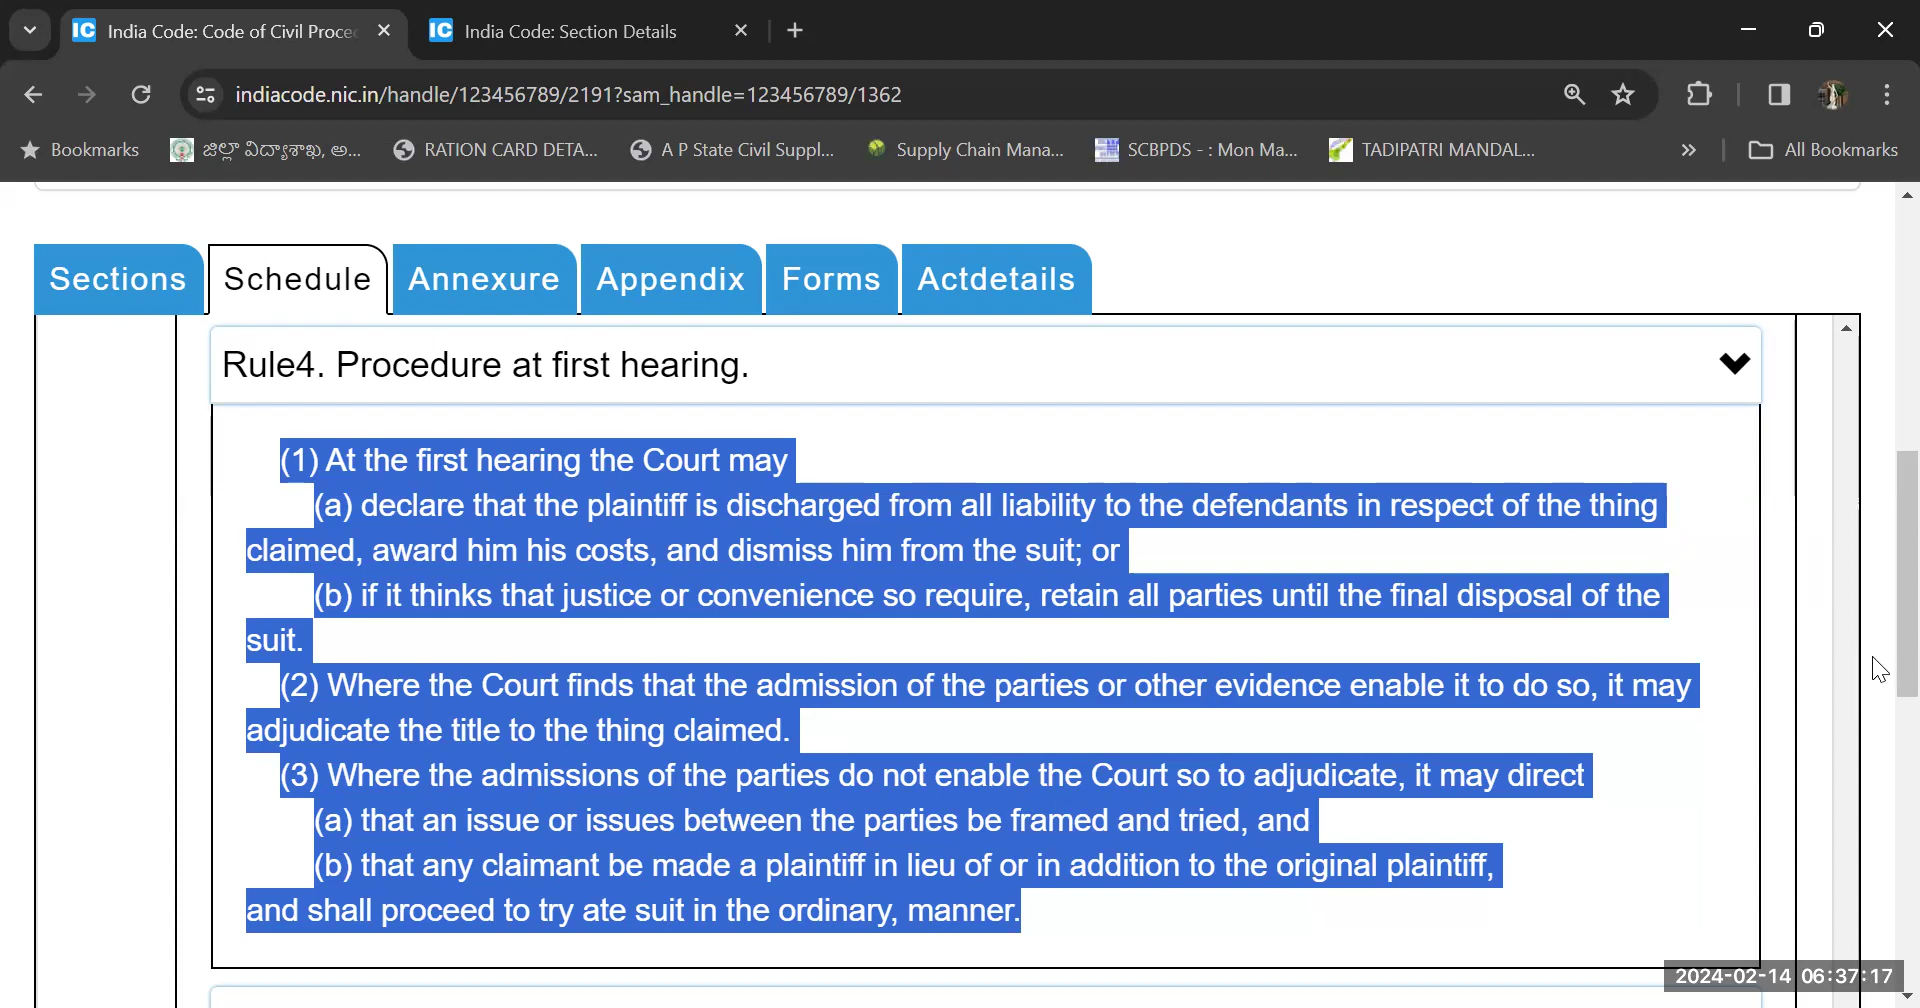 India Code: Code of Civil Proce
India Code: Section Details
indiacode.nic.in/handle/123456789/2191?sam_handle=123456789/1362
Bookmarks
జిల్లా విద్యాశాఖ, అ...
RATION CARD DETA...
A P State Civil Suppl...
Supply Chain Mana...
SCBPDS - : Mon Ma...
TADIPATRI MANDAL...
All Bookmarks
Sections
Schedule
Annexure
Appendix
Forms
Actdetails
Rule4. Procedure at first hearing.
(1) At the first hearing the Court may
(a) declare that the plaintiff is discharged from all liability to the defendants in respect of the thing
claimed, award him his costs, and dismiss him from the suit; or
(b) if it thinks that justice or convenience so require, retain all parties until the final disposal of the
suit.
(2) Where the Court finds that the admission of the parties or other evidence enable it to do so, it may
adjudicate the title to the thing claimed.
(3) Where the admissions of the parties do not enable the Court so to adjudicate, it may direct
(a) that an issue or issues between the parties be framed and tried, and
(b) that any claimant be made a plaintiff in lieu of or in addition to the original plaintiff,
and shall proceed to try ate suit in the ordinary, manner.
2024-02-14 06:37:17